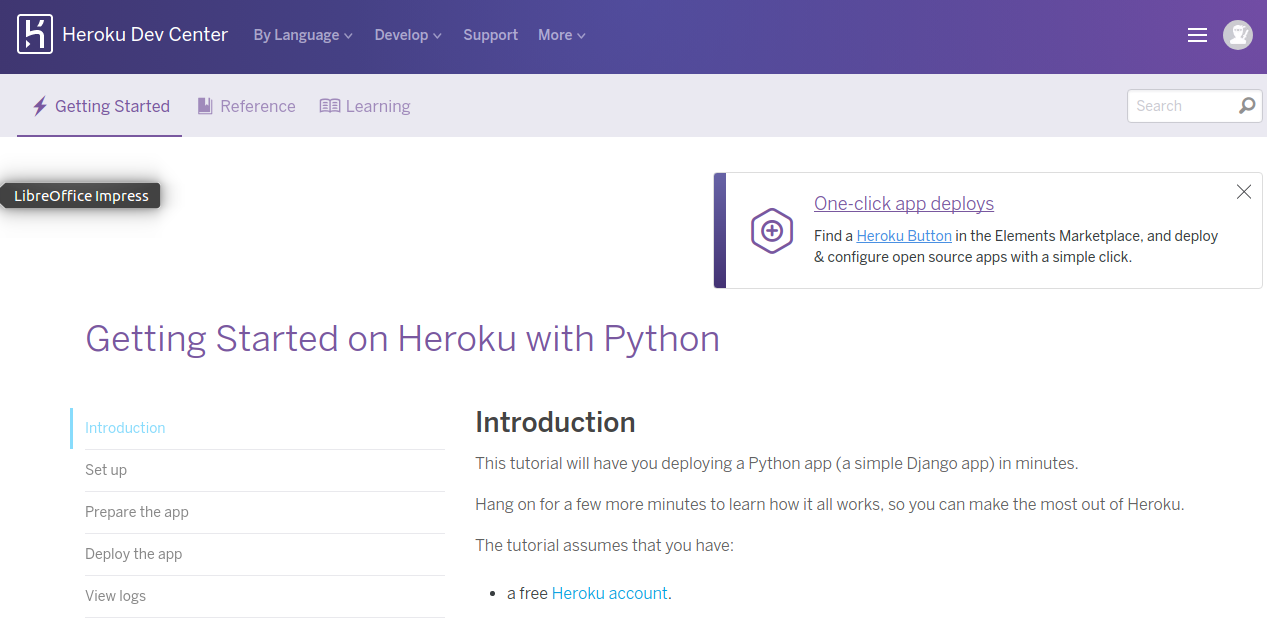 Heroku Dev Center By Language Develop Support More
Getting Started Reference Learning Search
LibreOffice Impress
One-click app deploys
Find a Heroku Button in the Elements Marketplace, and deploy
& configure open source apps with a simple click.
Getting Started on Heroku with Python
Introduction
Set up
Prepare the app
Deploy the app
View logs
Introduction
This tutorial will have you deploying a Python app (a simple Django app) in minutes.
Hang on for a few more minutes to learn how it all works, so you can make the most out of Heroku.
The tutorial assumes that you have:
• a free Heroku account.